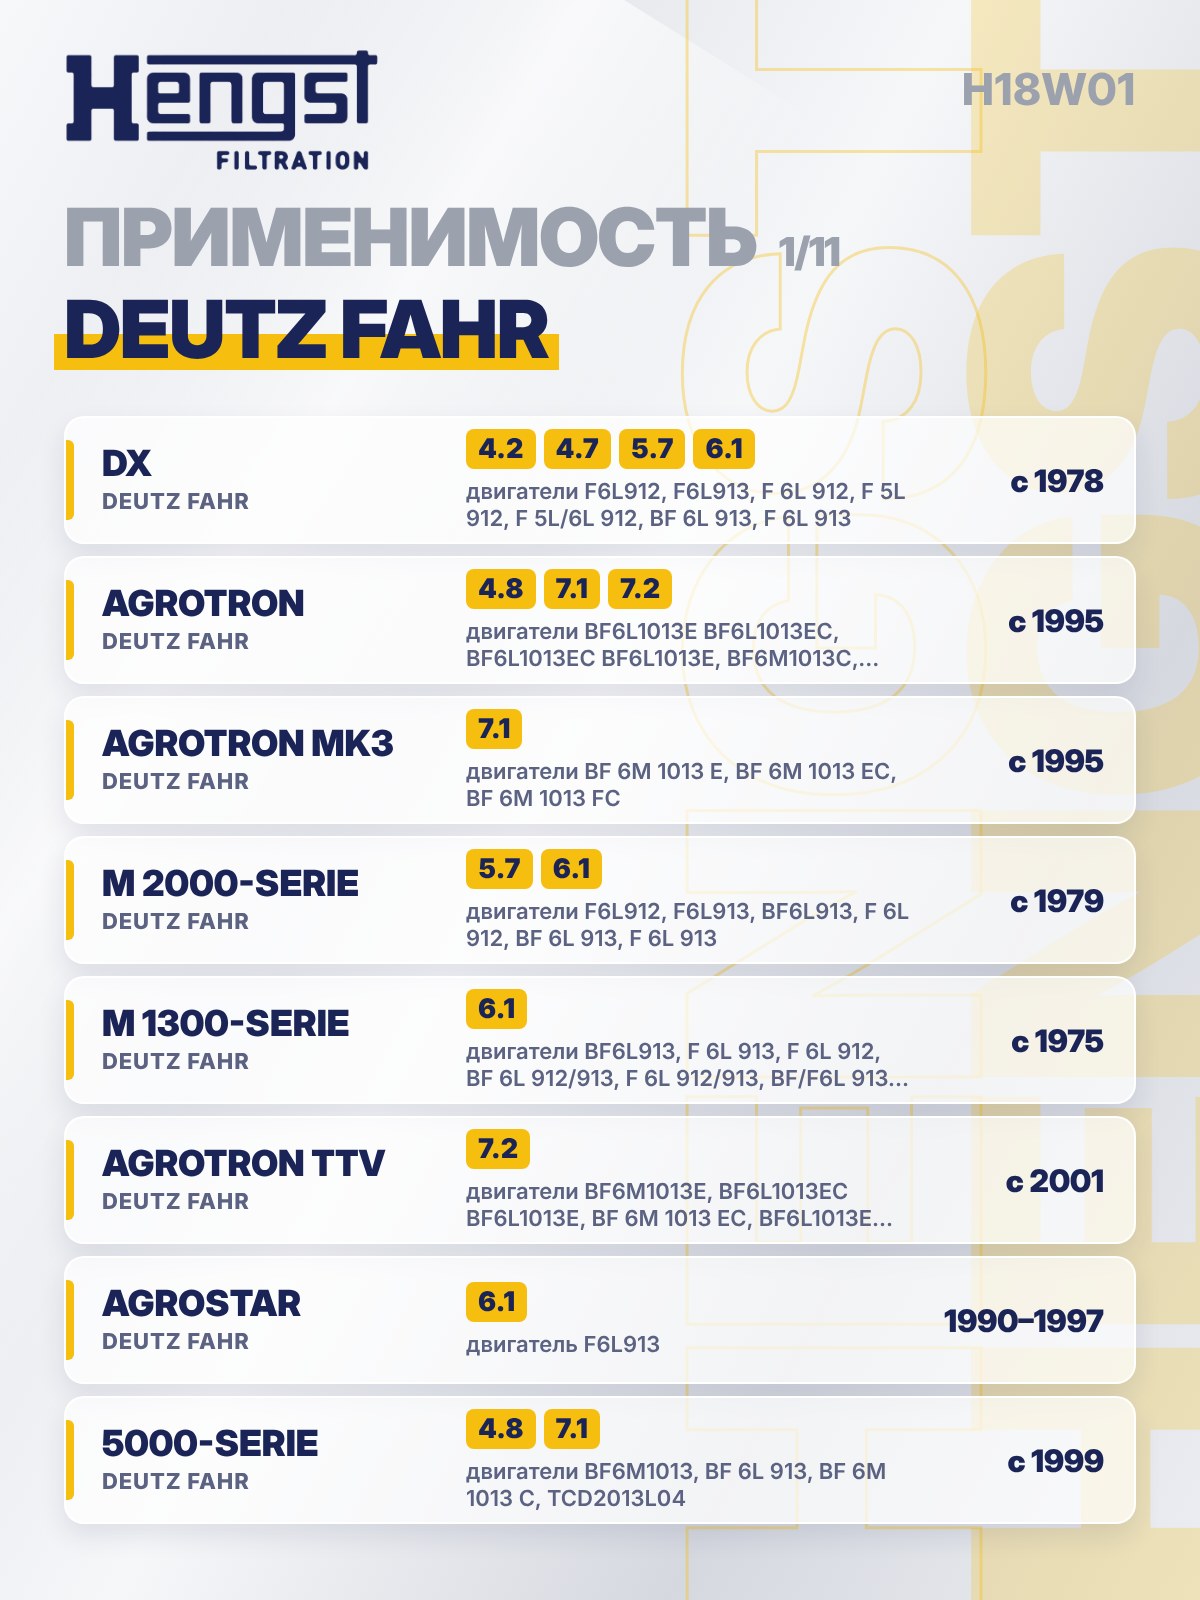 Hengst
FILTRATION
H18W01
ПРИМЕНИМОСТЬ 1/11
DEUTZ FAHR
DX
DEUTZ FAHR
4.2 4.7 5.7 6.1
двигатели F6L912, F6L913, F 6L 912, F 5L
912, F 5L/6L 912, BF 6L 913, F 6L 913
с 1978
AGROTRON
DEUTZ FAHR
4.8 7.1 7.2
двигатели BF6L1013E BF6L1013EC,
BF6L1013EC BF6L1013E, BF6M1013C,...
с 1995
AGROTRON MK3
DEUTZ FAHR
7.1
двигатели BF 6M 1013 E, BF 6M 1013 EC,
BF 6M 1013 FC
с 1995
M 2000-SERIE
DEUTZ FAHR
5.7 6.1
двигатели F6L912, F6L913, BF6L913, F 6L
912, BF 6L 913, F 6L 913
с 1979
M 1300-SERIE
DEUTZ FAHR
6.1
двигатели BF6L913, F 6L 913, F 6L 912,
BF 6L 912/913, F 6L 912/913, BF/F6L 913...
с 1975
AGROTRON TTV
DEUTZ FAHR
7.2
двигатели BF6M1013E, BF6L1013EC
BF6L1013E, BF 6M 1013 EC, BF6L1013E...
с 2001
AGROSTAR
DEUTZ FAHR
6.1
двигатель F6L913
1990–1997
5000-SERIE
DEUTZ FAHR
4.8 7.1
двигатели BF6M1013, BF 6L 913, BF 6M
1013 C, TCD2013L04
с 1999
HENGST
HENGST